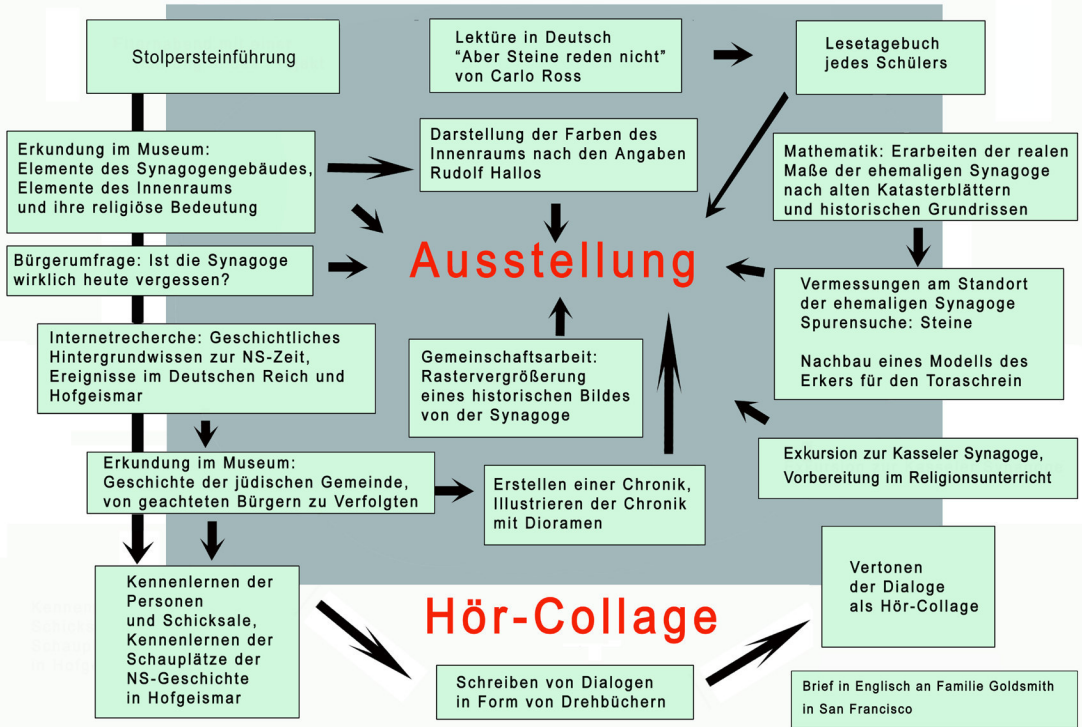 Stolpersteinführung
Lektüre in Deutsch
“Aber Steine reden nicht”
von Carlo Ross
Lesetagebuch
jedes Schülers
Erkundung im Museum:
Elemente des Synagogengebäudes,
Elemente des Innenraums
und ihre religiöse Bedeutung
Darstellung der Farben des
Innenraums nach den Angaben
Rudolf Hallos
Mathematik: Erarbeiten der realen
Maße der ehemaligen Synagoge
nach alten Katasterblättern
und historischen Grundrissen
Bürgerumfrage: Ist die Synagoge
wirklich heute vergessen?
Ausstellung
Vermessungen am Standort
der ehemaligen Synagoge
Spurensuche: Steine
Nachbau eines Modells des
Erkers für den Toraschrein
Internetrecherche: Geschichtliches
Hintergrundwissen zur NS-Zeit,
Ereignisse im Deutschen Reich und
Hofgeismar
Gemeinschaftsarbeit:
Rastervergrößerung
eines historischen Bildes
von der Synagoge
Exkursion zur Kasseler Synagoge,
Vorbereitung im Religionsunterricht
Erkundung im Museum:
Geschichte der jüdischen Gemeinde,
von geachteten Bürgern zu Verfolgten
Erstellen einer Chronik,
Illustrieren der Chronik
mit Dioramen
Kennenlernen der
Personen
und Schicksale,
Kennenlernen der
Schauplätze der
NS-Geschichte
in Hofgeismar
Hör-Collage
Vertonen
der Dialoge
als Hör-Collage
Schreiben von Dialogen
in Form von Drehbüchern
Brief in Englisch an Familie Goldsmith
in San Francisco